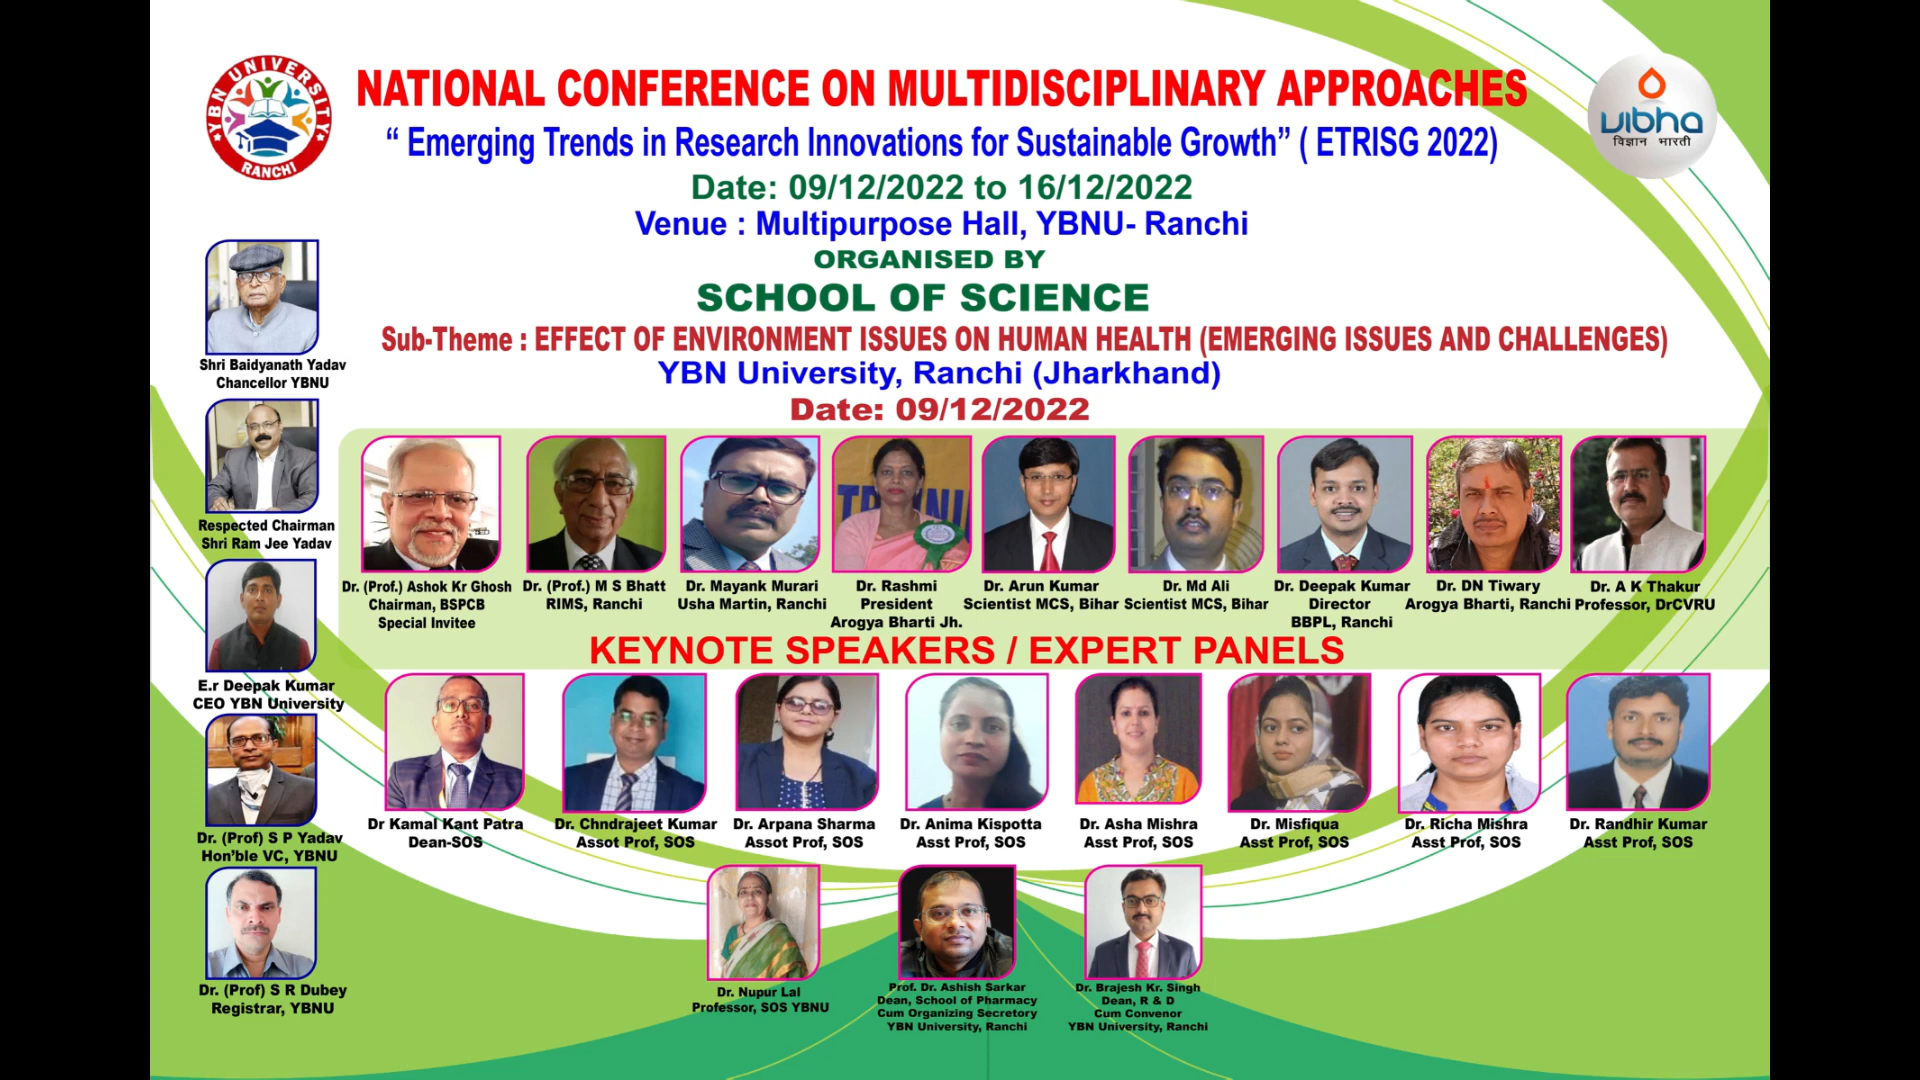 YBN UNIVERSITY
RANCHI
NATIONAL CONFERENCE ON MULTIDISCIPLINARY APPROACHES
“ Emerging Trends in Research Innovations for Sustainable Growth” ( ETRISG 2022)
Date: 09/12/2022 to 16/12/2022
Venue : Multipurpose Hall, YBNU- Ranchi
ORGANISED BY
SCHOOL OF SCIENCE
Sub-Theme : EFFECT OF ENVIRONMENT ISSUES ON HUMAN HEALTH (EMERGING ISSUES AND CHALLENGES)
YBN University, Ranchi (Jharkhand)
Date: 09/12/2022
vibha
विज्ञान भारती
Shri Baidyanath Yadav
Chancellor YBNU
Respected Chairman
Shri Ram Jee Yadav
E.r Deepak Kumar
CEO YBN University
Dr. (Prof) S P Yadav
Hon'ble VC, YBNU
Dr. (Prof) S R Dubey
Registrar, YBNU
Dr. (Prof.) Ashok Kr Ghosh
Chairman, BSPCB
Special Invitee
Dr. (Prof.) M S Bhatt
RIMS, Ranchi
Dr. Mayank Murari
Usha Martin, Ranchi
Dr. Rashmi
President
Arogya Bharti Jh.
Dr. Arun Kumar
Scientist MCS, Bihar
Dr. Md Ali
Scientist MCS, Bihar
Dr. Deepak Kumar
Director
BBPL, Ranchi
Dr. DN Tiwary
Arogya Bharti, Ranchi
Dr. A K Thakur
Professor, DrCVRU
KEYNOTE SPEAKERS / EXPERT PANELS
Dr Kamal Kant Patra
Dean-SOS
Dr. Chndrajeet Kumar
Assot Prof, SOS
Dr. Arpana Sharma
Assot Prof, SOS
Dr. Anima Kispotta
Asst Prof, SOS
Dr. Asha Mishra
Asst Prof, SOS
Dr. Misfiqua
Asst Prof, SOS
Dr. Richa Mishra
Asst Prof, SOS
Dr. Randhir Kumar
Asst Prof, SOS
Dr. Nupur Lal
Professor, SOS YBNU
Prof. Dr. Ashish Sarkar
Dean, School of Pharmacy
Cum Organizing Secretory
YBN University, Ranchi
Dr. Brajesh Kr. Singh
Dean, R & D
Cum Convenor
YBN University, Ranchi